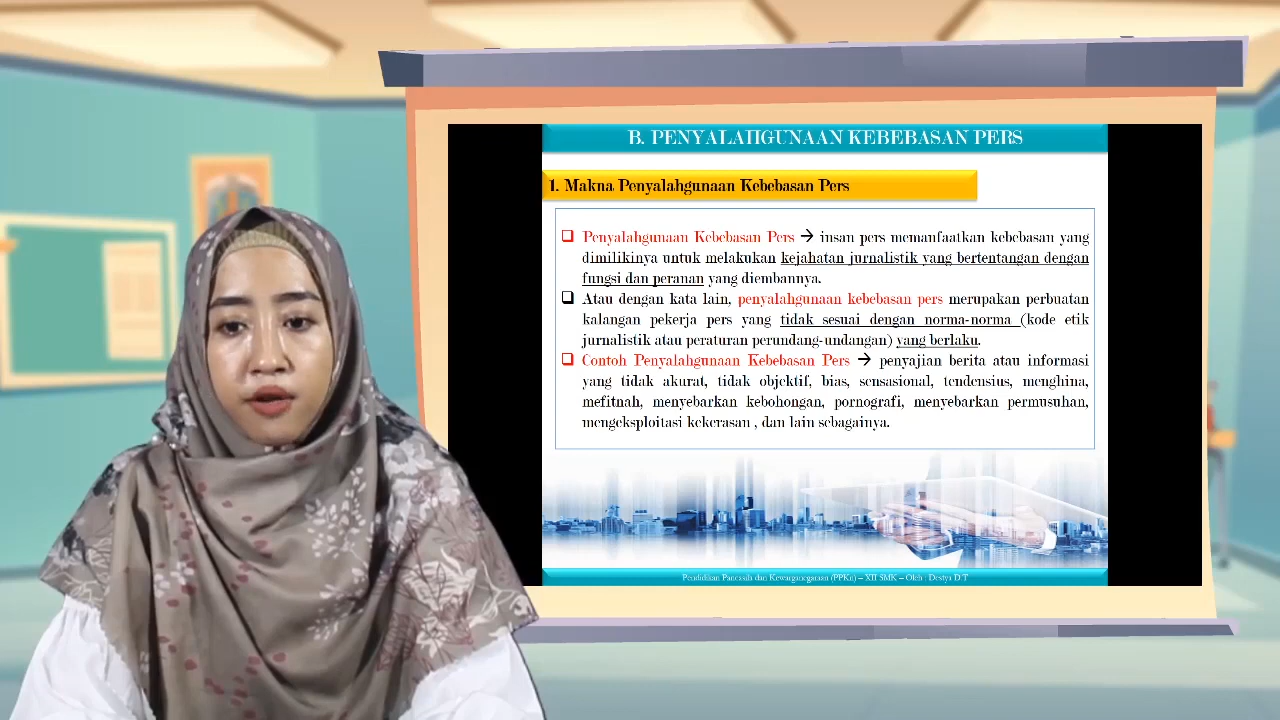 B. PENYALAHGUNAAN KEBEBASAN PERS
1. Makna Penyalahgunaan Kebebasan Pers
❑ Penyalahgunaan Kebebasan Pers → insan pers memanfaatkan kebebasan yang
dimilikinya untuk melakukan kejahatan jurnalistik yang bertentangan dengan
fungsi dan peranan yang diembannya.
❑ Atau dengan kata lain, penyalahgunaan kebebasan pers merupakan perbuatan
kalangan pekerja pers yang tidak sesuai dengan norma-norma (kode etik
jurnalistik atau peraturan perundang-undangan) yang berlaku.
❑ Contoh Penyalahgunaan Kebebasan Pers → penyajian berita atau informasi
yang tidak akurat, tidak objektif, bias, sensasional, tendensius, menghina,
mefitnah, menyebarkan kebohongan, pornografi, menyebarkan permusuhan,
mengeksploitasi kekerasan , dan lain sebagainya.
Pendidikan Pancasila dan Kewarganegaraan (PPKn) – XII SMK – Oleh : Destya D.T